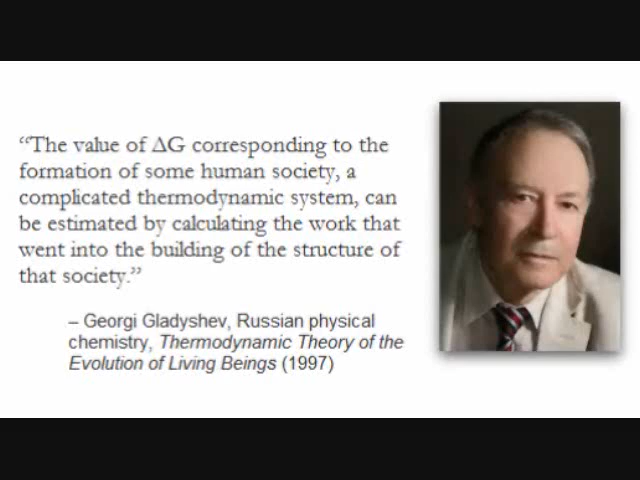 “The value of ΔG corresponding to the
formation of some human society, a
complicated thermodynamic system, can
be estimated by calculating the work that
went into the building of the structure of
that society.”
– Georgi Gladyshev, Russian physical
chemistry, Thermodynamic Theory of the
Evolution of Living Beings (1997)